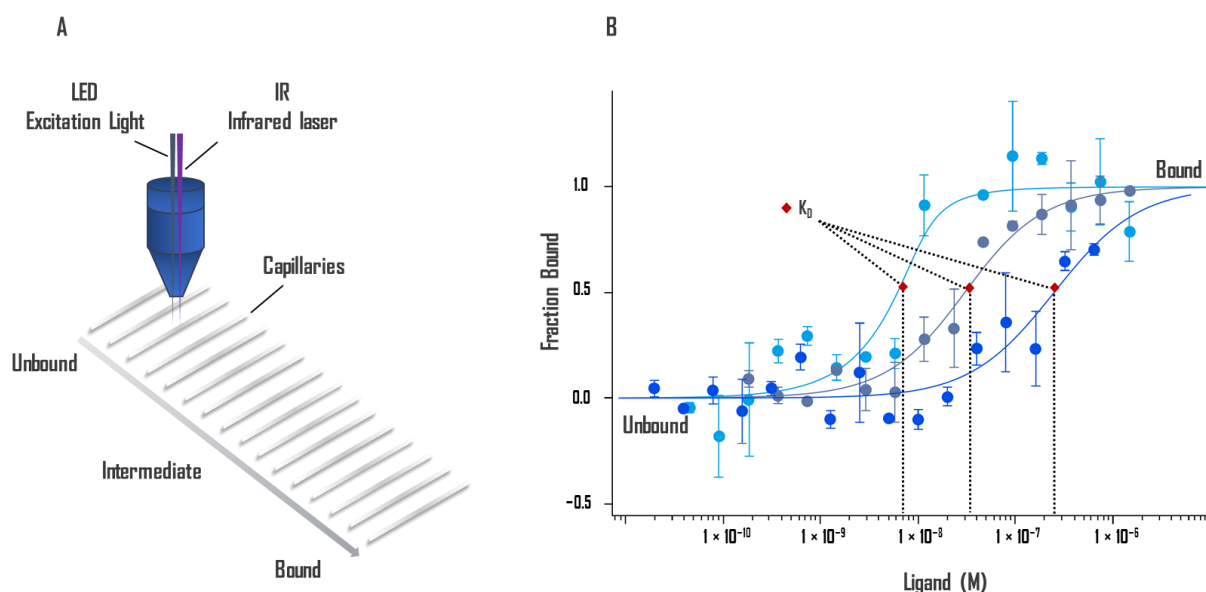 A
LED
Excitation Light
IR
Infrared laser
Capillaries
Unbound
Intermediate
Bound
B
Fraction Bound
1.0
0.5
0.0
−0.5
K_D
Bound
Unbound
1 × 10⁻¹⁰
1 × 10⁻⁹
1 × 10⁻⁸
1 × 10⁻⁷
1 × 10⁻⁶
Ligand (M)